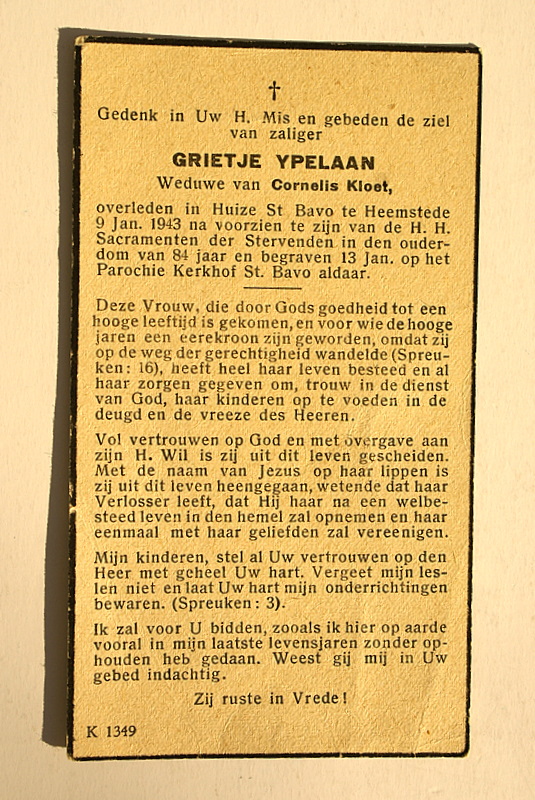 ✝
Gedenk in Uw H. Mis en gebeden de ziel
van zaliger
GRIETJE YPELAAN
Weduwe van Cornelis Kloet,
overleden in Huize St Bavo te Heemstede
9 Jan. 1943 na voorzien te zijn van de H. H.
Sacramenten der Stervenden in den ouder-
dom van 84 jaar en begraven 13 Jan. op het
Parochie Kerkhof St. Bavo aldaar.
Deze Vrouw, die door Gods goedheid tot een
hooge leeftijd is gekomen, en voor wie de hooge
jaren een eerekroon zijn geworden, omdat zij
op de weg der gerechtigheid wandelde (Spreu-
ken: 16), heeft heel haar leven besteed en al
haar zorgen gegeven om, trouw in de dienst
van God, haar kinderen op te voeden in de
deugd en de vreeze des Heeren.
Vol vertrouwen op God en met overgave aan
zijn H. Wil is zij uit dit leven gescheiden.
Met de naam van Jezus op haar lippen is
zij uit dit leven heengegaan, wetende dat haar
Verlosser leeft, dat Hij haar na een welbe-
steed leven in den hemel zal opnemen en haar
eenmaal met haar geliefden zal vereenigen.
Mijn kinderen, stel al Uw vertrouwen op den
Heer met geheel Uw hart. Vergeet mijn les-
len niet en laat Uw hart mijn onderrichtingen
bewaren. (Spreuken: 3).
Ik zal voor U bidden, zooals ik hier op aarde
vooral in mijn laatste levensjaren zonder op-
houden heb gedaan. Weest gij mij in Uw
gebed indachtig.
Zij ruste in Vrede!
K 1349